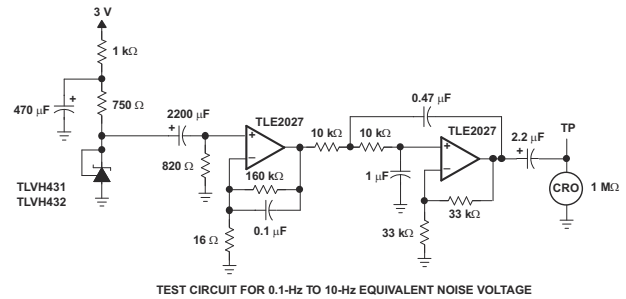 3 V
1 kΩ
470 μF
+
750 Ω
2200 μF
+
TLE2027
+
−
820 Ω
160 kΩ
0.1 μF
16 Ω
10 kΩ
10 kΩ
0.47 μF
TLE2027
+
−
1 μF
33 kΩ
33 kΩ
2.2 μF
+
TP
CRO
1 MΩ
TLVH431
TLVH432
TEST CIRCUIT FOR 0.1-Hz TO 10-Hz EQUIVALENT NOISE VOLTAGE